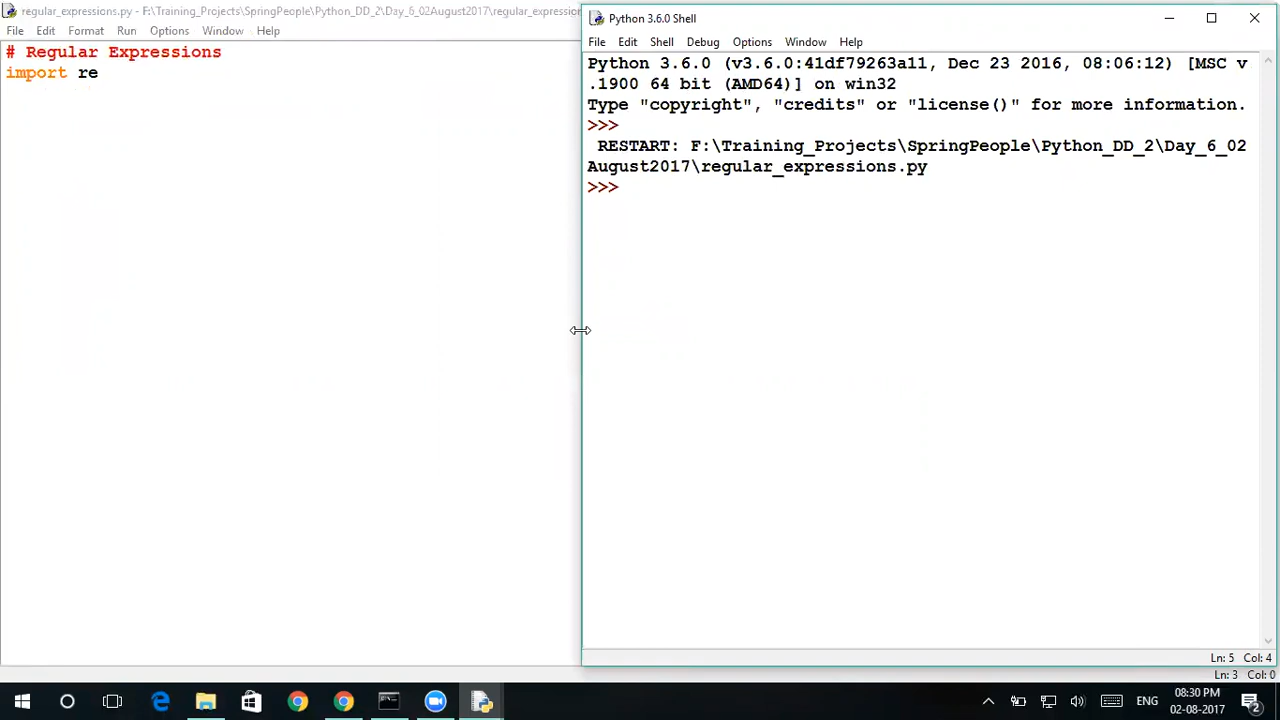 regular_expressions.py - F:\Training_Projects\SpringPeople\Python_DD_2\Day_6_02August2017\regular_expression
File Edit Format Run Options Window Help
# Regular Expressions
import re
Python 3.6.0 Shell
File Edit Shell Debug Options Window Help
Python 3.6.0 (v3.6.0:41df79263a11, Dec 23 2016, 08:06:12) [MSC v
.1900 64 bit (AMD64)] on win32
Type "copyright", "credits" or "license()" for more information.
>>>
RESTART: F:\Training_Projects\SpringPeople\Python_DD_2\Day_6_02
August2017\regular_expressions.py
>>>
Ln: 5 Col: 4
Ln: 3 Col: 0
ENG
08:30 PM
02-08-2017
2